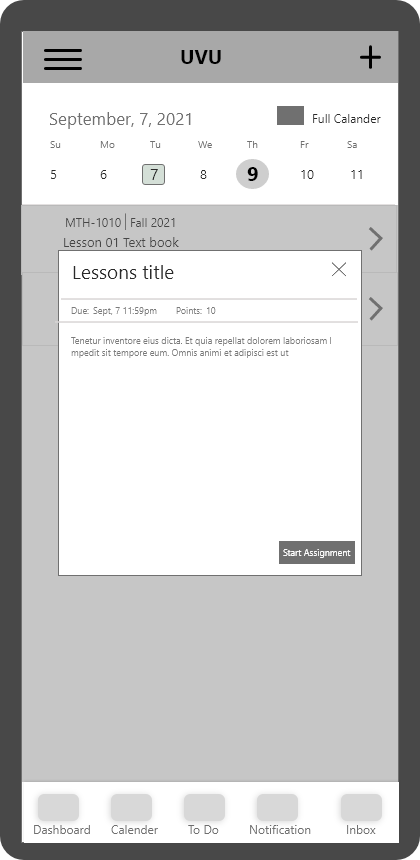 UVU
September, 7, 2021
Full Calander
Su Mo Tu We Th Fr Sa
5 6 7 8 9 10 11
MTH-1010 | Fall 2021
Lesson 01 Text book
Lessons title
Due: Sept, 7 11:59pm Points: 10
Tenetur inventore eius dicta. Et quia repellat dolorem laboriosam l
mpedit sit tempore eum. Omnis animi et adipisci est ut
Start Assignment
Dashboard Calender To Do Notification Inbox